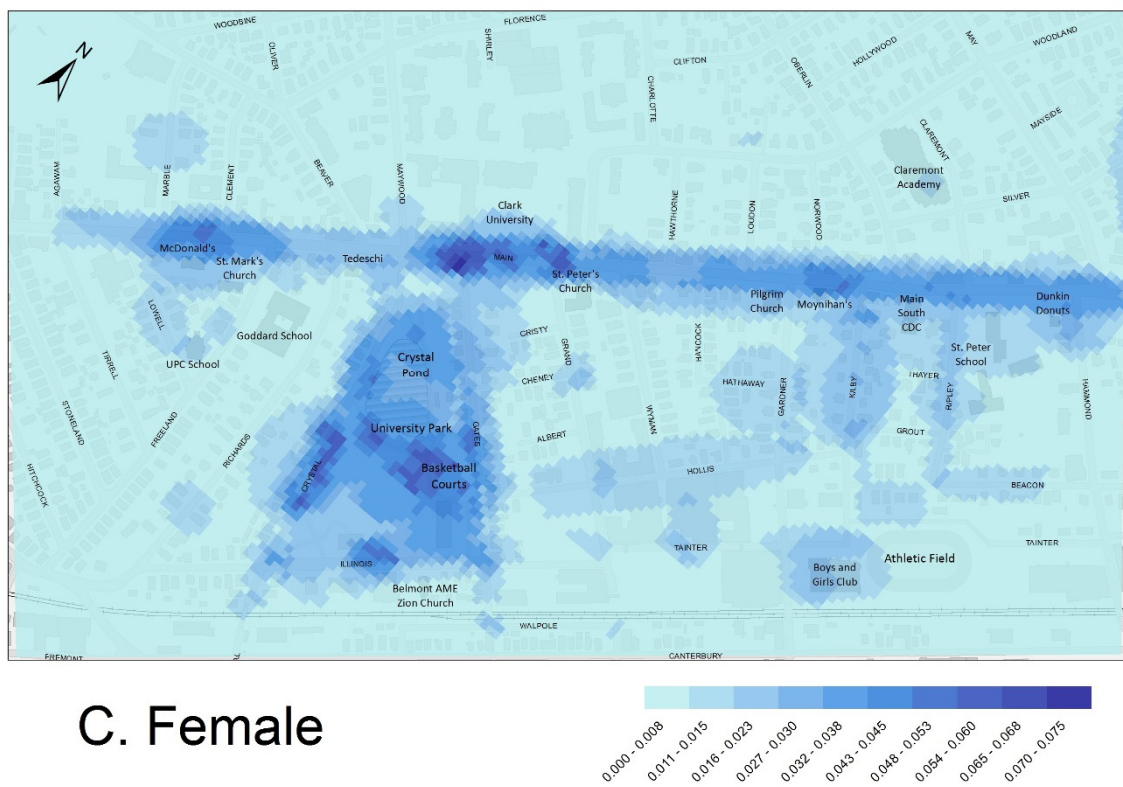 WOODBINE
FLORENCE
OLIVER
SHIRLEY
CLIFTON
OBERLIN
HOLLYWOOD
MAY
WOODLAND
N
CHARLOTTE
MAYSIDE
CLAREMONT
Claremont
Academy
AGAWAM
MARBLE
CLEMENT
BEAVER
MAYWOOD
Clark
University
HAWTHORNE
LOUDON
NORWOOD
SILVER
McDonald's
St. Mark's
Church
Tedeschi
MAIN
St. Peter's
Church
Pilgrim
Church
Moynihan's
Main
South
CDC
Dunkin
Donuts
LOWELL
Goddard School
UPC School
TIRRELL
CRISTY
GRAND
HANCOCK
St. Peter
School
Crystal
Pond
CHENEY
HATHAWAY
GARDNER
KILBY
THAYER
RIPLEY
HAMMOND
STONELAND
FREELAND
RICHARDS
University Park
GATES
ALBERT
WYMAN
GROUT
HITCHCOCK
CRYSTAL
Basketball
Courts
HOLLIS
BEACON
ILLINOIS
TAINTER
Athletic Field
TAINTER
Boys and
Girls Club
Belmont AME
Zion Church
WALPOLE
FREMONT
CANTERBURY
C. Female
0.000 - 0.008
0.011 - 0.015
0.016 - 0.023
0.027 - 0.030
0.032 - 0.038
0.043 - 0.045
0.048 - 0.053
0.054 - 0.060
0.065 - 0.068
0.070 - 0.075